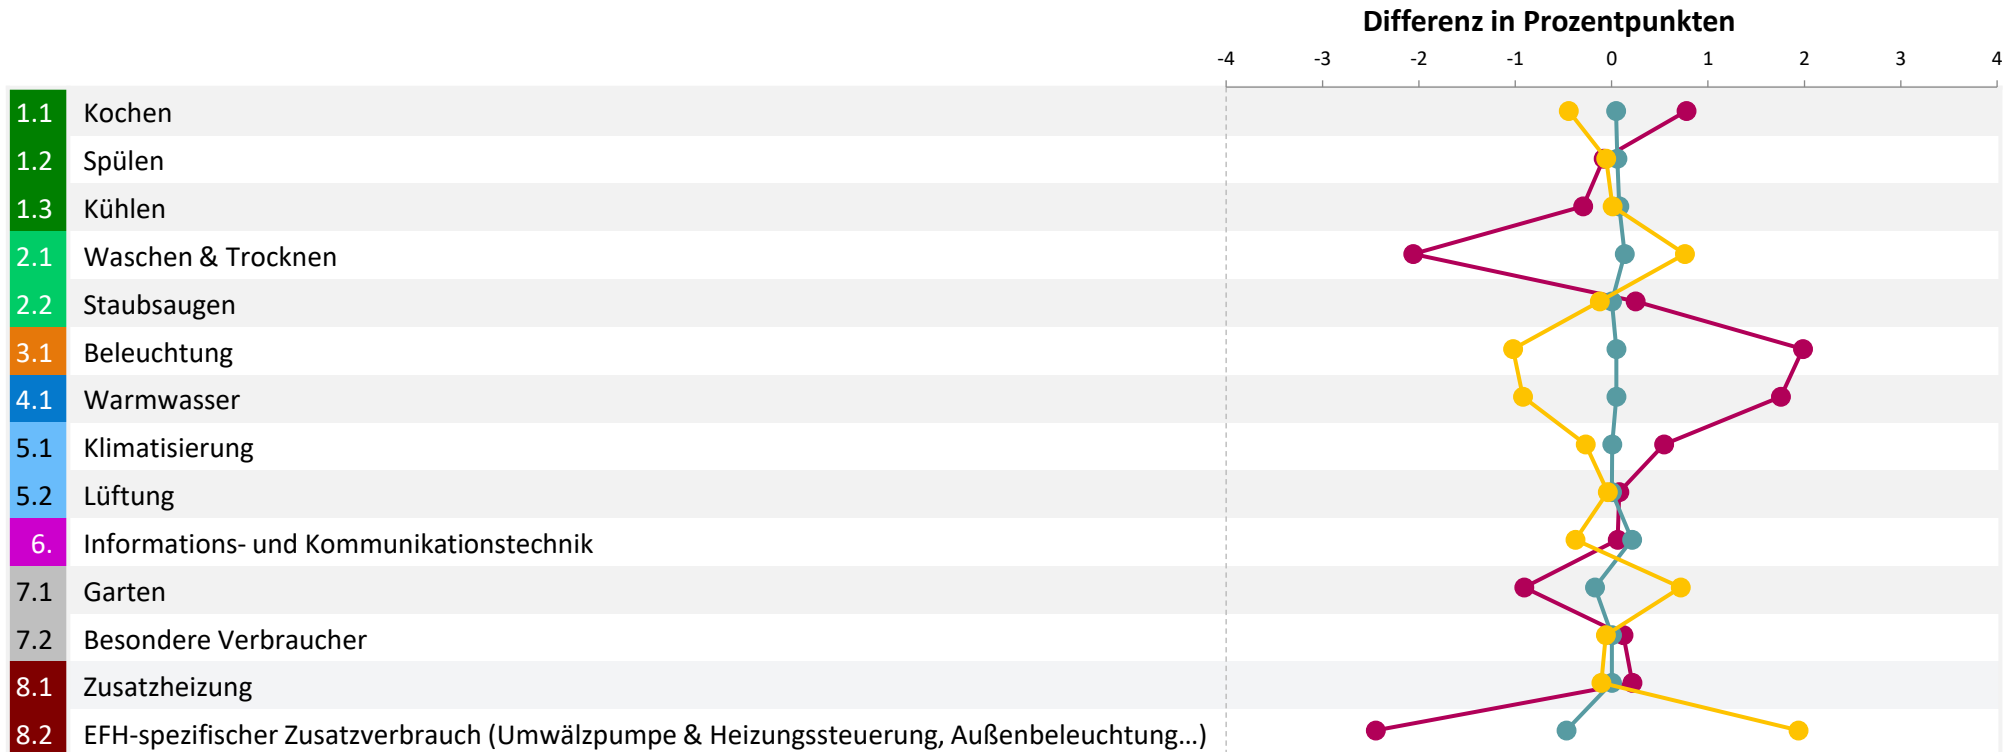 Differenz in Prozentpunkten
-4 -3 -2 -1 0 1 2 3 4
1.1 Kochen
1.2 Spülen
1.3 Kühlen
2.1 Waschen & Trocknen
2.2 Staubsaugen
3.1 Beleuchtung
4.1 Warmwasser
5.1 Klimatisierung
5.2 Lüftung
6. Informations- und Kommunikationstechnik
7.1 Garten
7.2 Besondere Verbraucher
8.1 Zusatzheizung
8.2 EFH-spezifischer Zusatzverbrauch (Umwälzpumpe & Heizungssteuerung, Außenbeleuchtung...)